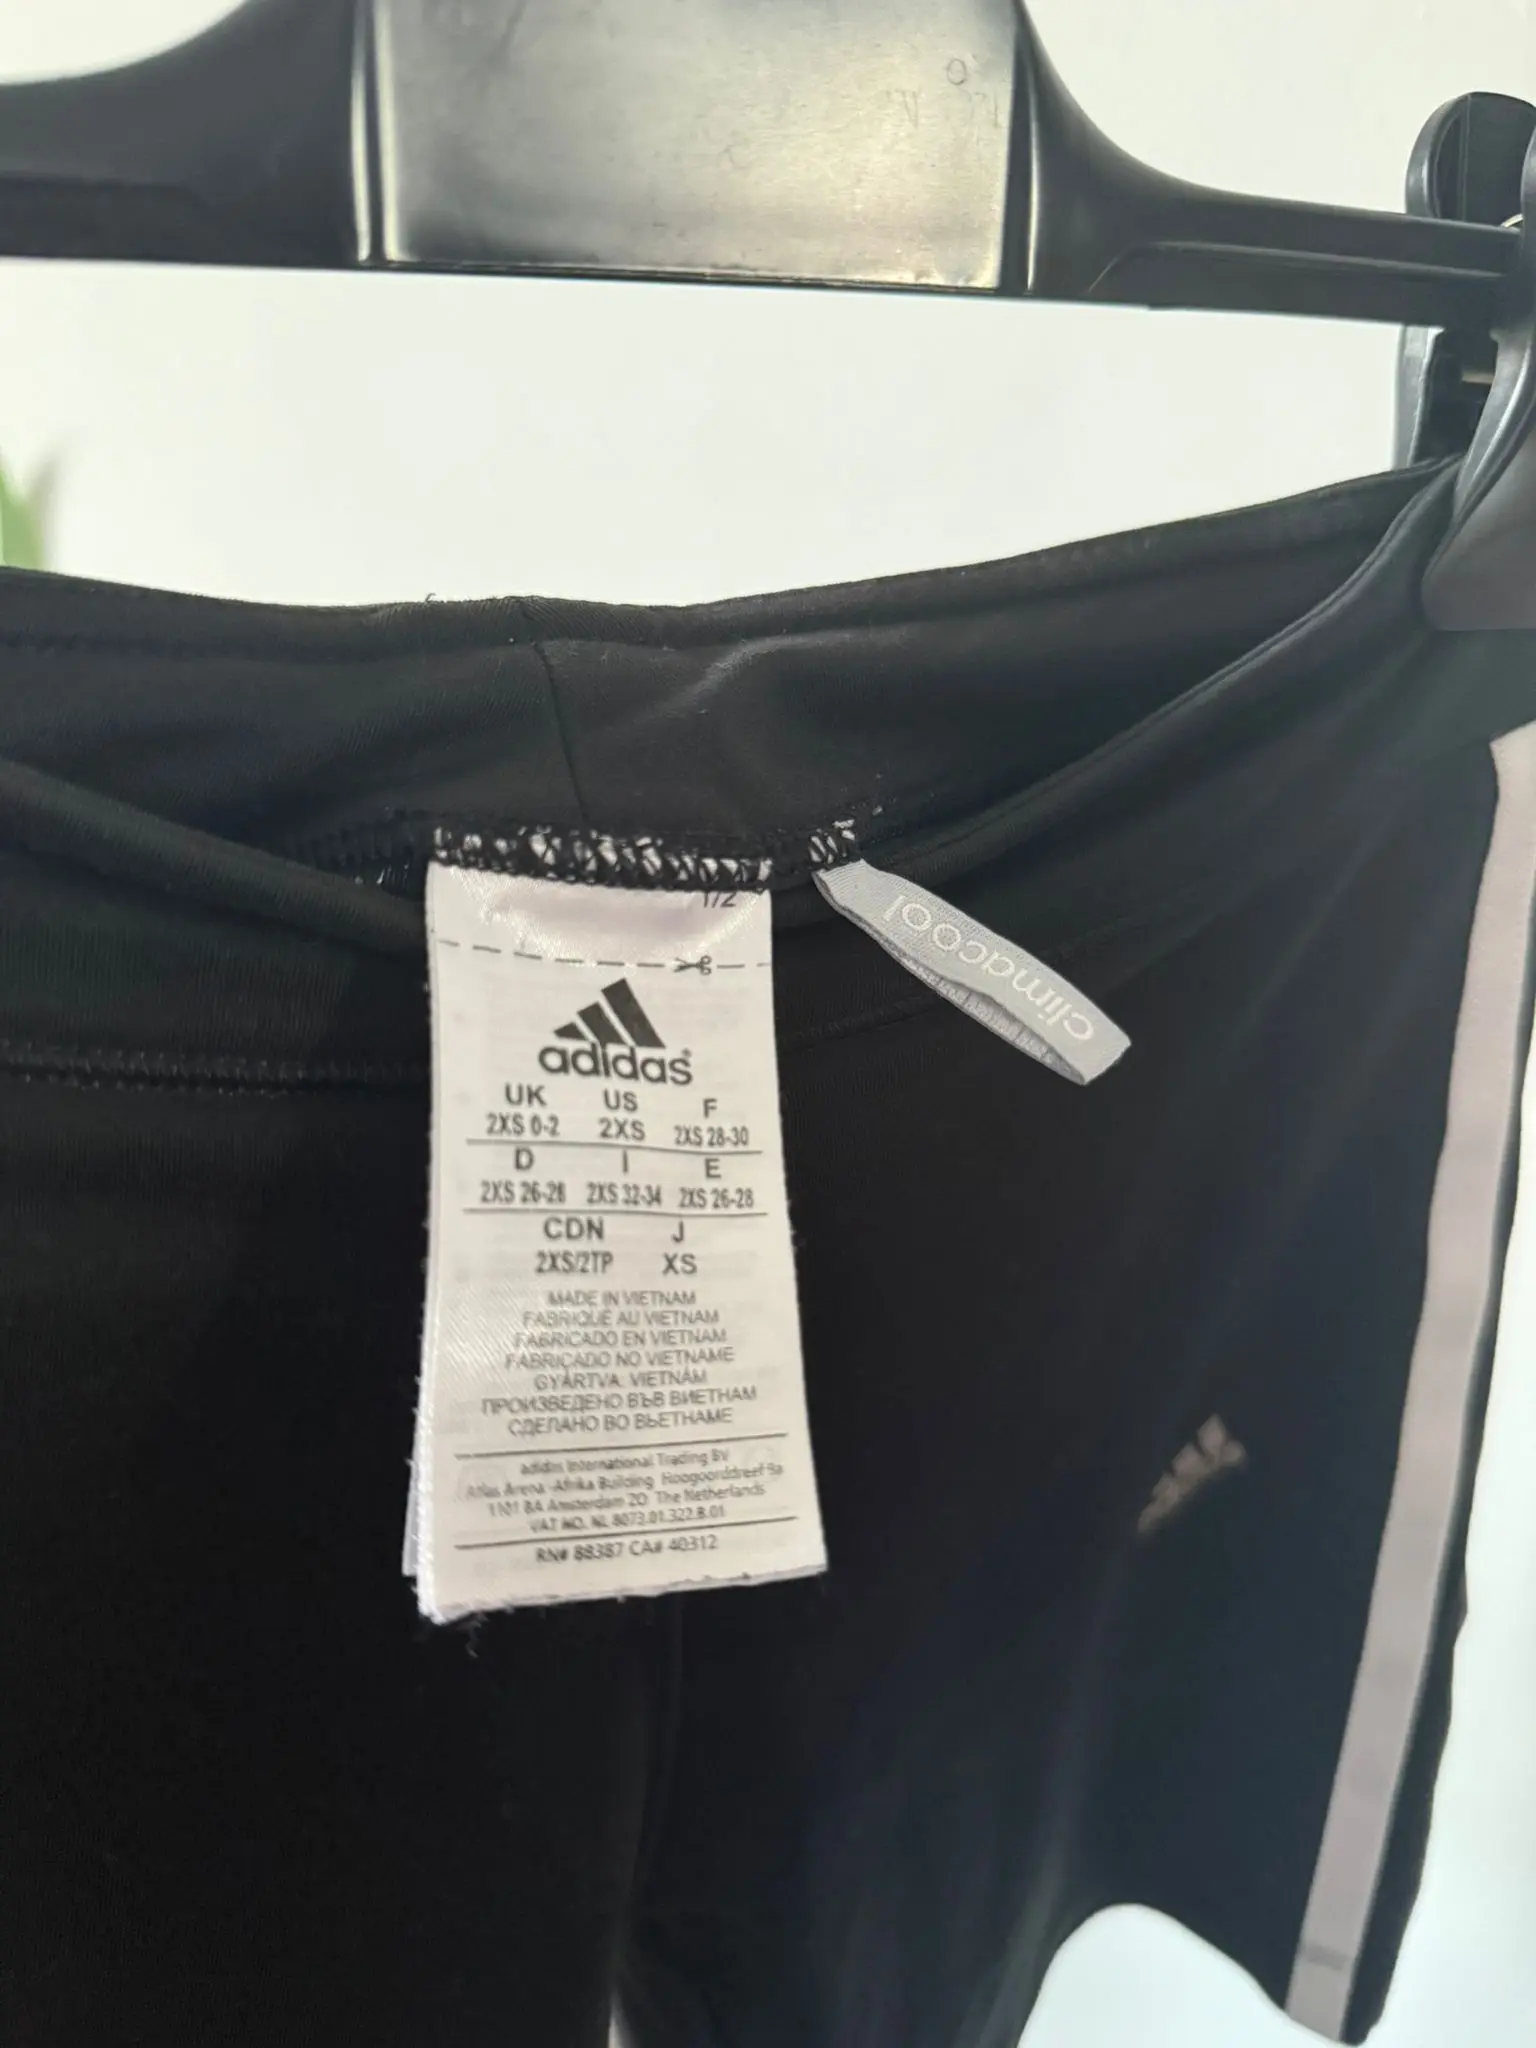 1/2
adidas
UK US F
2XS 0-2 2XS 2XS 28-30
D I E
2XS 26-28 2XS 32-34 2XS 26-28
CDN J
2XS/2TP XS
MADE IN VIETNAM
FABRIQUÉ AU VIETNAM
FABRICADO EN VIETNAM
FABRICADO NO VIETNAME
GYÁRTVA: VIETNÁM
ПРОИЗВЕДЕНО ВЪВ ВИЕТНАМ
СДЕЛАНО ВО ВЬЕТНАМЕ
adidas International Trading BV
Atlas Arena -Afrika Building Hoogoorddreef 9a
1101 BA Amsterdam ZO The Netherlands
VAT NO. NL 8073.01.322.B.01
RN# 88387 CA# 40312
climacool